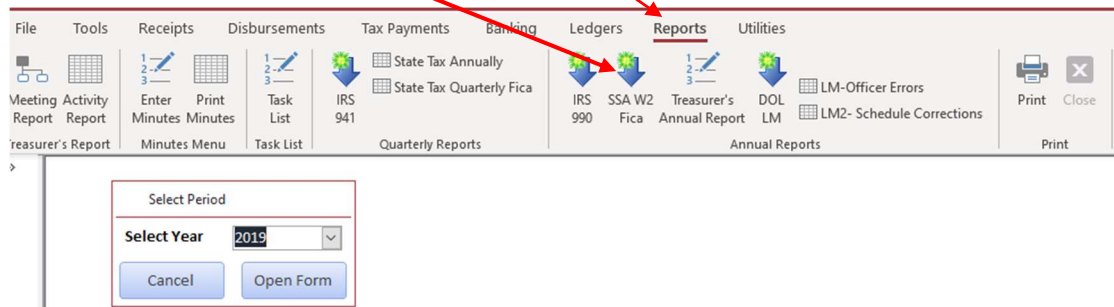 File Tools Receipts Disbursements Tax Payments Banking Ledgers Reports Utilities
State Tax Annually
State Tax Quarterly Fica
LM-Officer Errors
LM2- Schedule Corrections
Meeting Activity Enter Print Task IRS IRS SSA W2 Treasurer's DOL Print Close
Report Report Minutes Minutes List 941 990 Fica Annual Report LM
Treasurer's Report Minutes Menu Task List Quarterly Reports Annual Reports Print
Select Period
Select Year 2019
Cancel Open Form